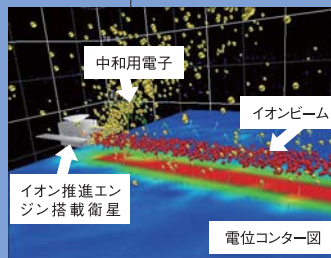 中和用電子
イオンビーム
イオン推進エン
ジン搭載衛星
電位コンター図